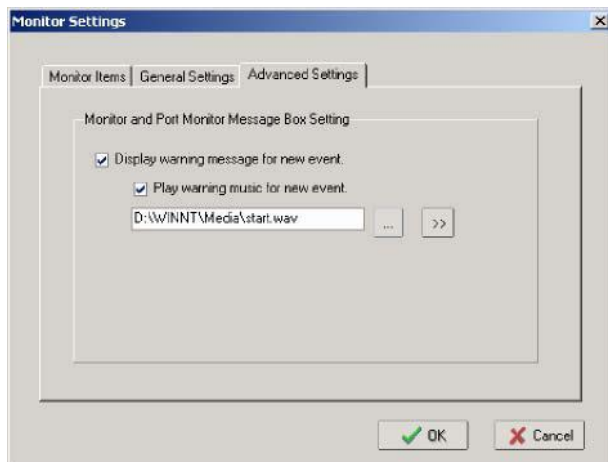 Monitor Settings
Monitor Items General Settings Advanced Settings
Monitor and Port Monitor Message Box Setting
Display warning message for new event.
Play warning music for new event.
D:\WINNT\Media\start.wav ... >>
OK Cancel